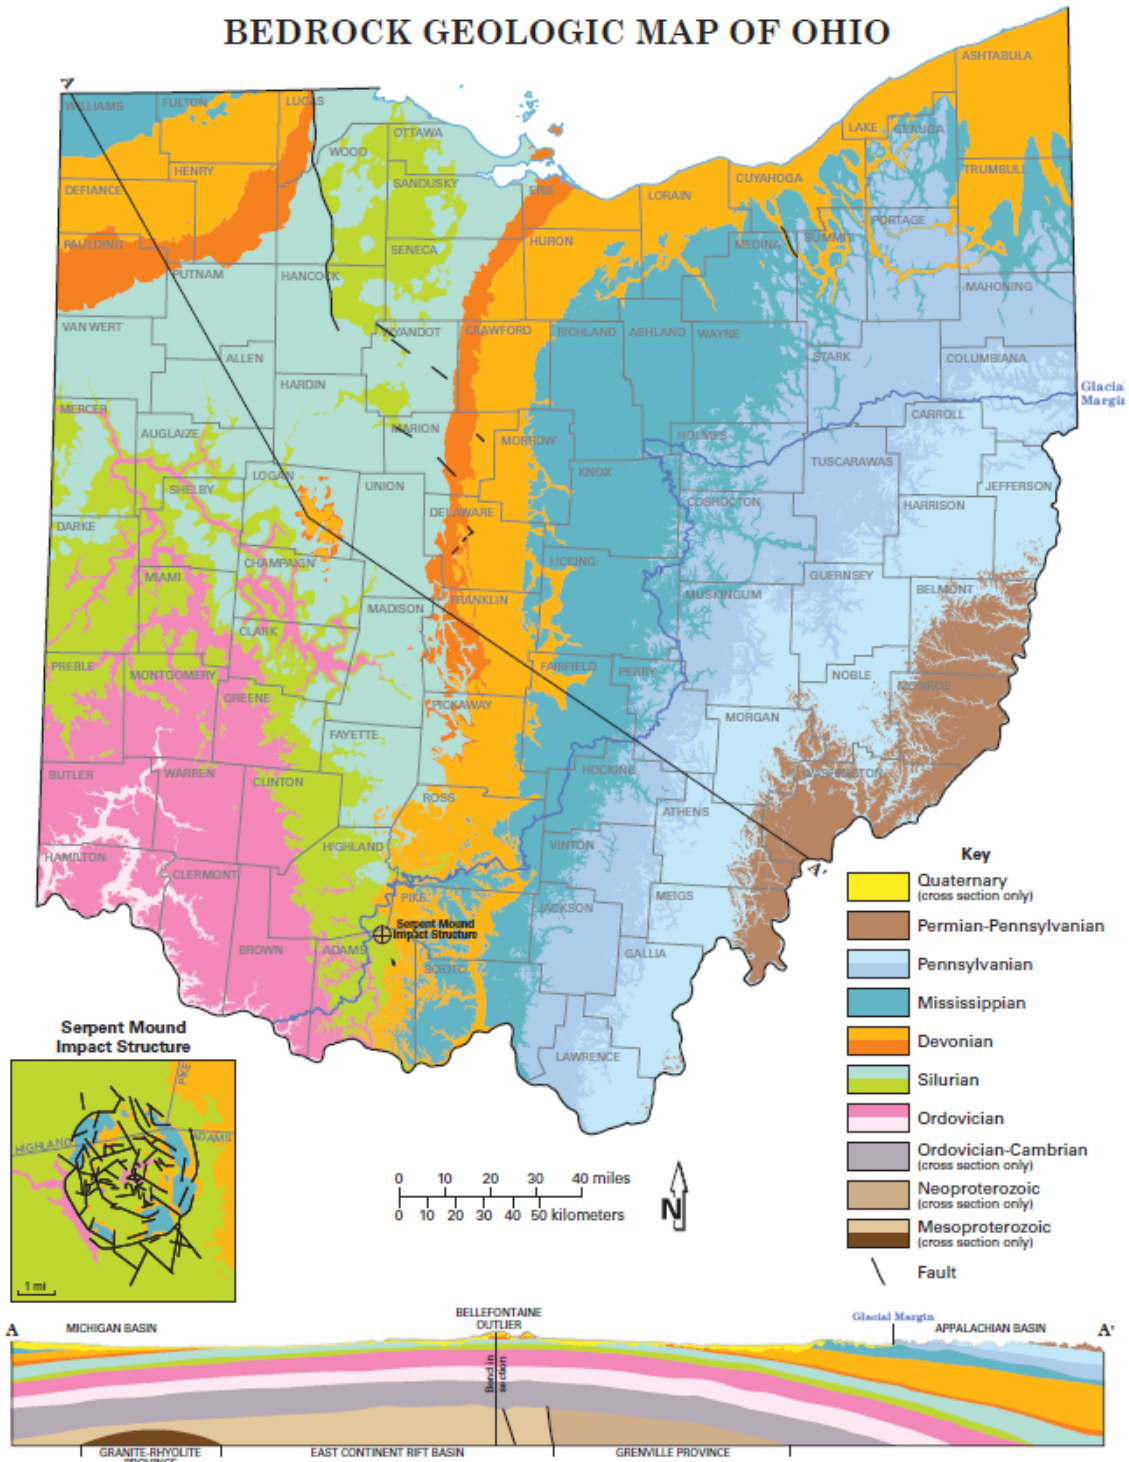 BEDROCK GEOLOGIC MAP OF OHIO
A
WILLIAMS
FULTON
LUCAS
ASHTABULA
OTTAWA
WOOD
LAKE
GEAUGA
HENRY
DEFIANCE
SANDUSKY
ERIE
LORAIN
CUYAHOGA
TRUMBULL
PAULDING
SENECA
HURON
MEDINA
SUMMIT
PORTAGE
PUTNAM
HANCOCK
MAHONING
VAN WERT
WYANDOT
CRAWFORD
RICHLAND
ASHLAND
WAYNE
ALLEN
STARK
COLUMBIANA
HARDIN
Glacial
Margin
MERCER
AUGLAIZE
MARION
MORROW
HOLMES
CARROLL
LOGAN
UNION
KNOX
TUSCARAWAS
JEFFERSON
SHELBY
DARKE
DELAWARE
COSHOCTON
HARRISON
CHAMPAIGN
LICKING
MIAMI
GUERNSEY
BELMONT
MADISON
FRANKLIN
MUSKINGUM
CLARK
PREBLE
MONTGOMERY
FAIRFIELD
PERRY
NOBLE
MONROE
GREENE
PICKAWAY
MORGAN
FAYETTE
BUTLER
WARREN
CLINTON
HOCKING
WASHINGTON
ROSS
ATHENS
HAMILTON
HIGHLAND
VINTON
CLERMONT
A'
PIKE
JACKSON
MEIGS
Serpent Mound
Impact Structure
BROWN
ADAMS
GALLIA
SCIOTO
LAWRENCE
Key
Quaternary
(cross section only)
Permian-Pennsylvanian
Pennsylvanian
Mississippian
Devonian
Silurian
Ordovician
Ordovician-Cambrian
(cross section only)
Neoproterozoic
(cross section only)
Mesoproterozoic
(cross section only)
Fault
Serpent Mound
Impact Structure
PIKE
HIGHLAND
ADAMS
1 mi
0 10 20 30 40 miles
0 10 20 30 40 50 kilometers
N
A
MICHIGAN BASIN
BELLEFONTAINE
OUTLIER
Glacial Margin
APPALACHIAN BASIN
A'
Bend in
section
GRANITE-RHYOLITE
PROVINCE
EAST CONTINENT RIFT BASIN
GRENVILLE PROVINCE